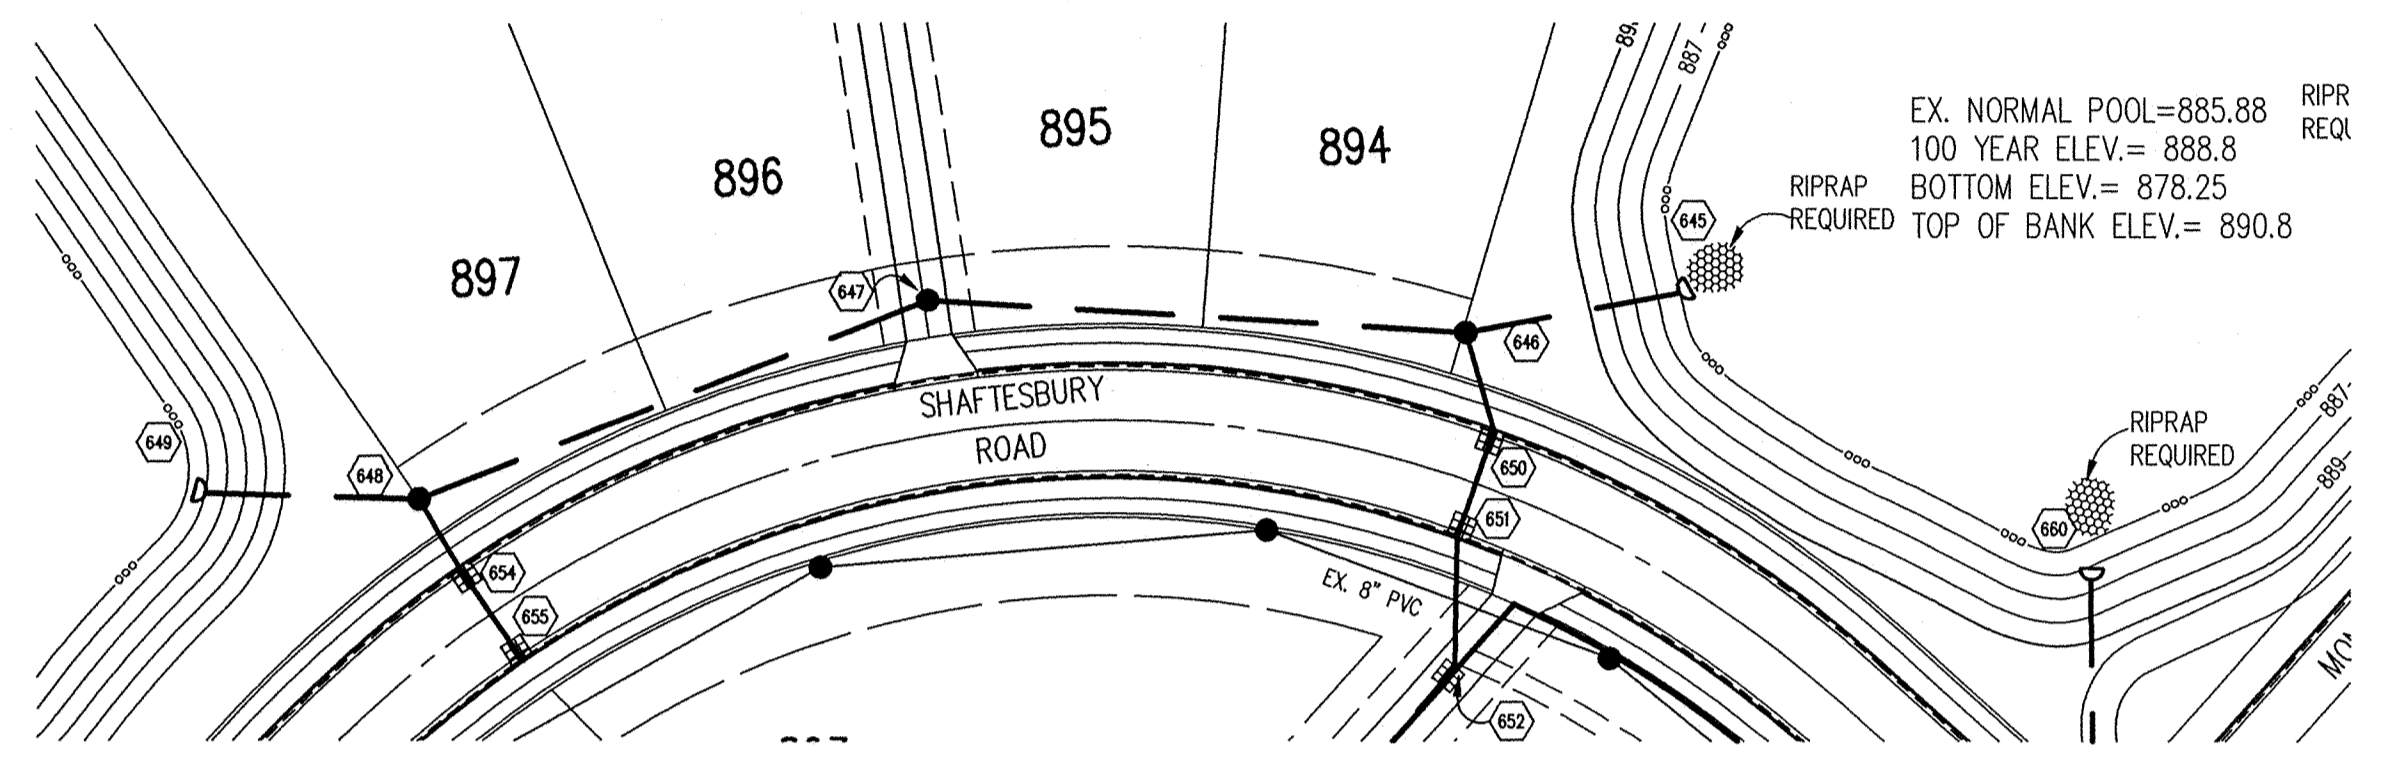 887-
EX. NORMAL POOL=885.88
100 YEAR ELEV.= 888.8
BOTTOM ELEV.= 878.25
TOP OF BANK ELEV.= 890.8
RIPRAP
REQUIRED
645
895
894
896
897
647
646
SHAFTESBURY
ROAD
649
648
650
651
654
655
EX. 8" PVC
652
RIPRAP
REQUIRED
660
887-
889-